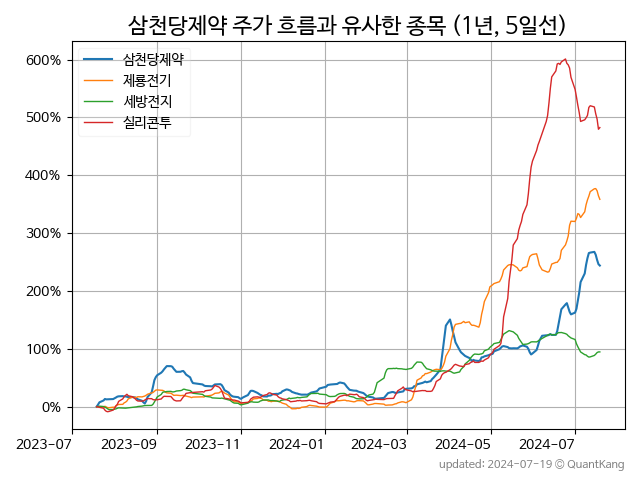 삼천당제약 주가 흐름과 유사한 종목 (1년, 5일선)
600%
500%
400%
300%
200%
100%
0%
삼천당제약
제룡전기
세방전지
실리콘투
2023-07
2023-09
2023-11
2024-01
2024-03
2024-05
2024-07
updated: 2024-07-19 © QuantKang